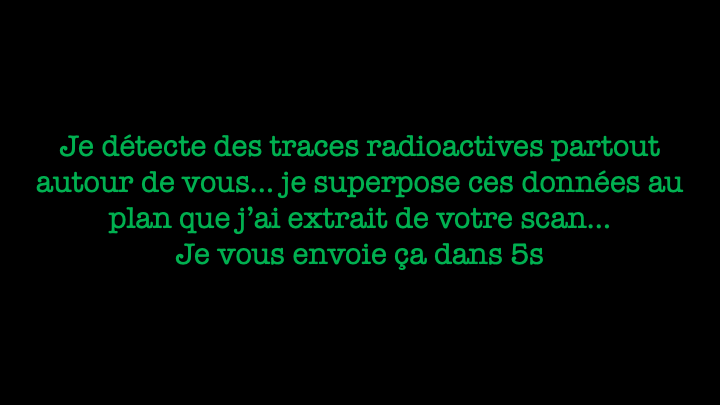 Je détecte des traces radioactives partout
autour de vous... je superpose ces données au
plan que j’ai extrait de votre scan...
Je vous envoie ça dans 5s